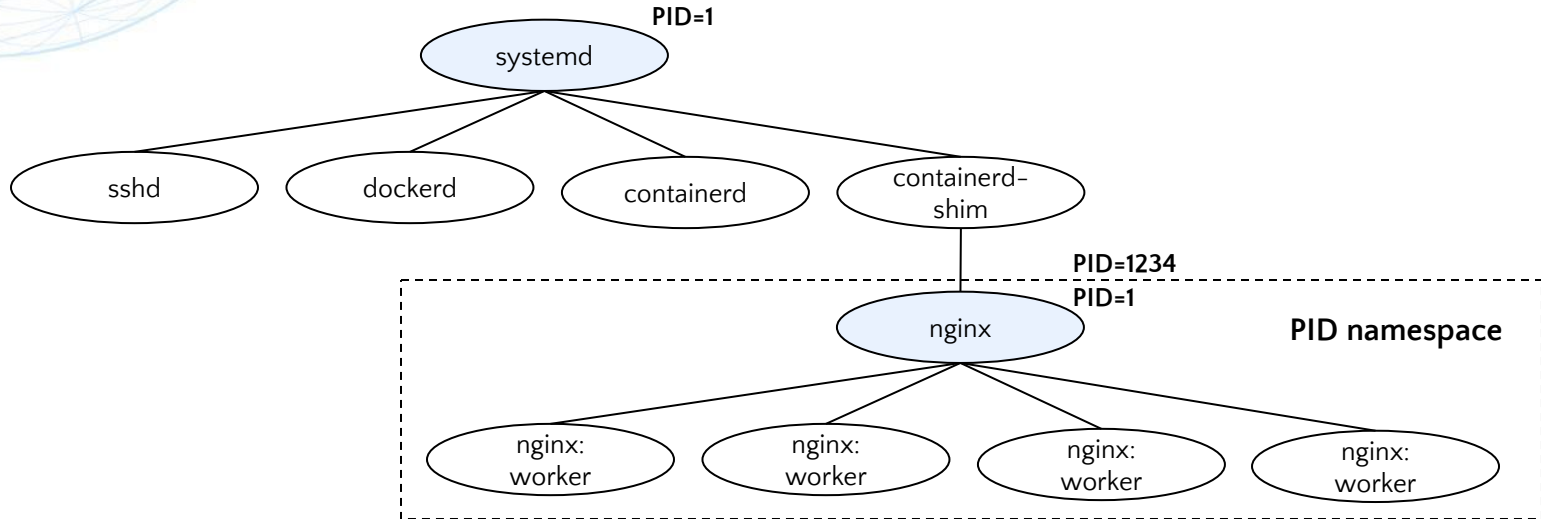 PID=1
systemd
sshd
dockerd
containerd
containerd-
shim
PID=1234
PID=1
nginx
PID namespace
nginx:
worker
nginx:
worker
nginx:
worker
nginx:
worker